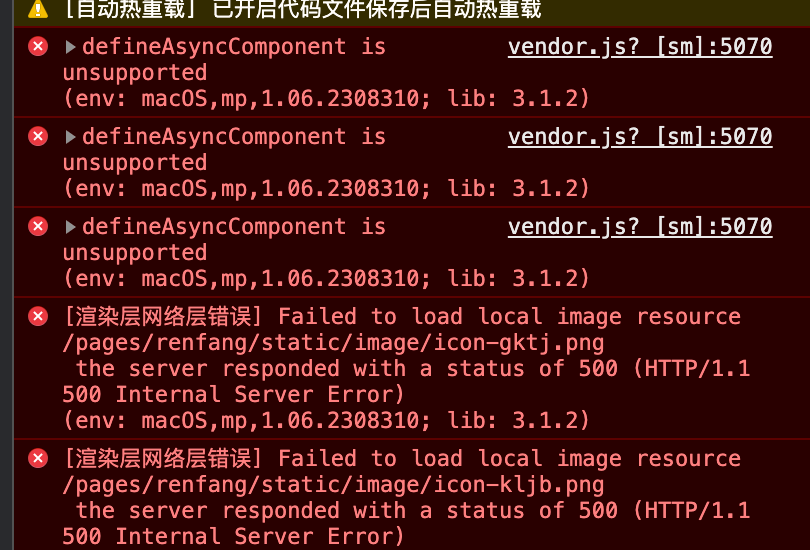 [自动热重载] 已开启代码文件保存后自动热重载
defineAsyncComponent is vendor.js? [sm]:5070
unsupported
(env: macOS,mp,1.06.2308310; lib: 3.1.2)
defineAsyncComponent is vendor.js? [sm]:5070
unsupported
(env: macOS,mp,1.06.2308310; lib: 3.1.2)
defineAsyncComponent is vendor.js? [sm]:5070
unsupported
(env: macOS,mp,1.06.2308310; lib: 3.1.2)
[渲染层网络层错误] Failed to load local image resource
/pages/renfang/static/image/icon-gktj.png
the server responded with a status of 500 (HTTP/1.1
500 Internal Server Error)
(env: macOS,mp,1.06.2308310; lib: 3.1.2)
[渲染层网络层错误] Failed to load local image resource
/pages/renfang/static/image/icon-kljb.png
the server responded with a status of 500 (HTTP/1.1
500 Internal Server Error)